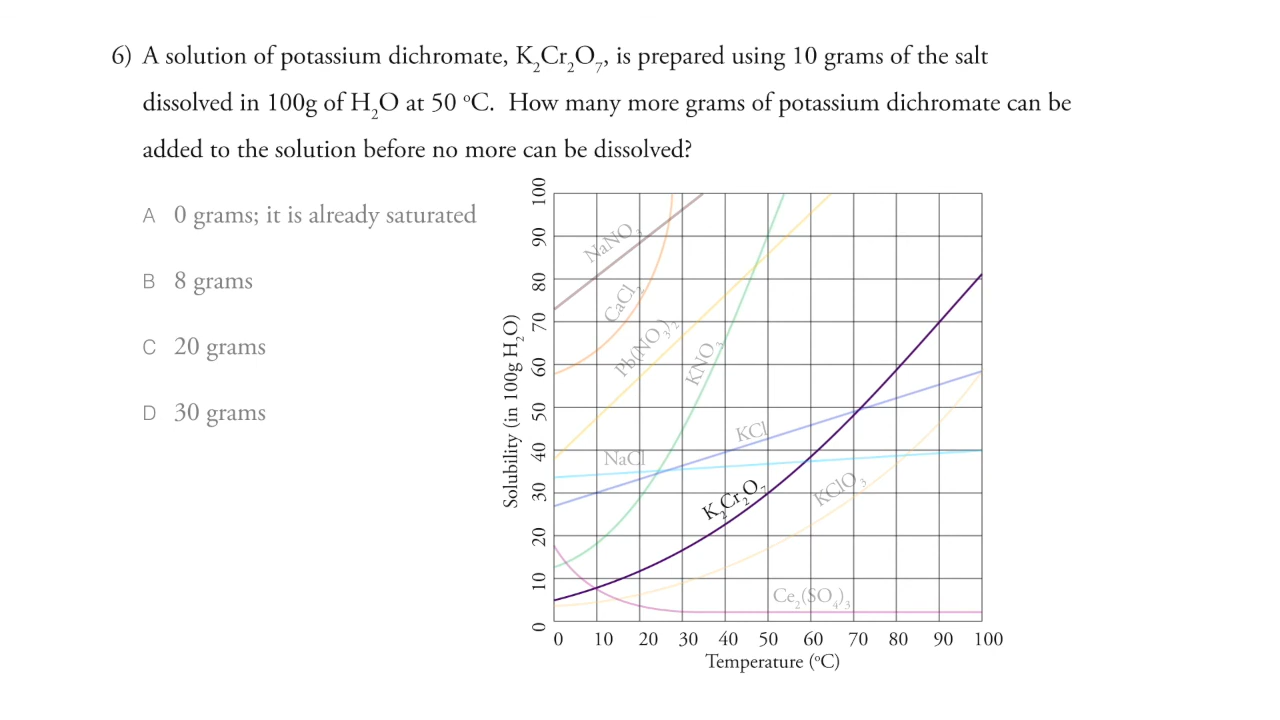 6) A solution of potassium dichromate, K₂Cr₂O₇, is prepared using 10 grams of the salt
dissolved in 100g of H₂O at 50 °C. How many more grams of potassium dichromate can be
added to the solution before no more can be dissolved?
A 0 grams; it is already saturated
B 8 grams
C 20 grams
D 30 grams
Solubility (in 100g H₂O)
100
90
80
70
60
50
40
30
20
10
0
NaNO₃
CaCl₂
Pb(NO₃)₂
KNO₃
KCl
NaCl
K₂Cr₂O₇
KClO₃
Ce₂(SO₄)₃
0 10 20 30 40 50 60 70 80 90 100
Temperature (°C)